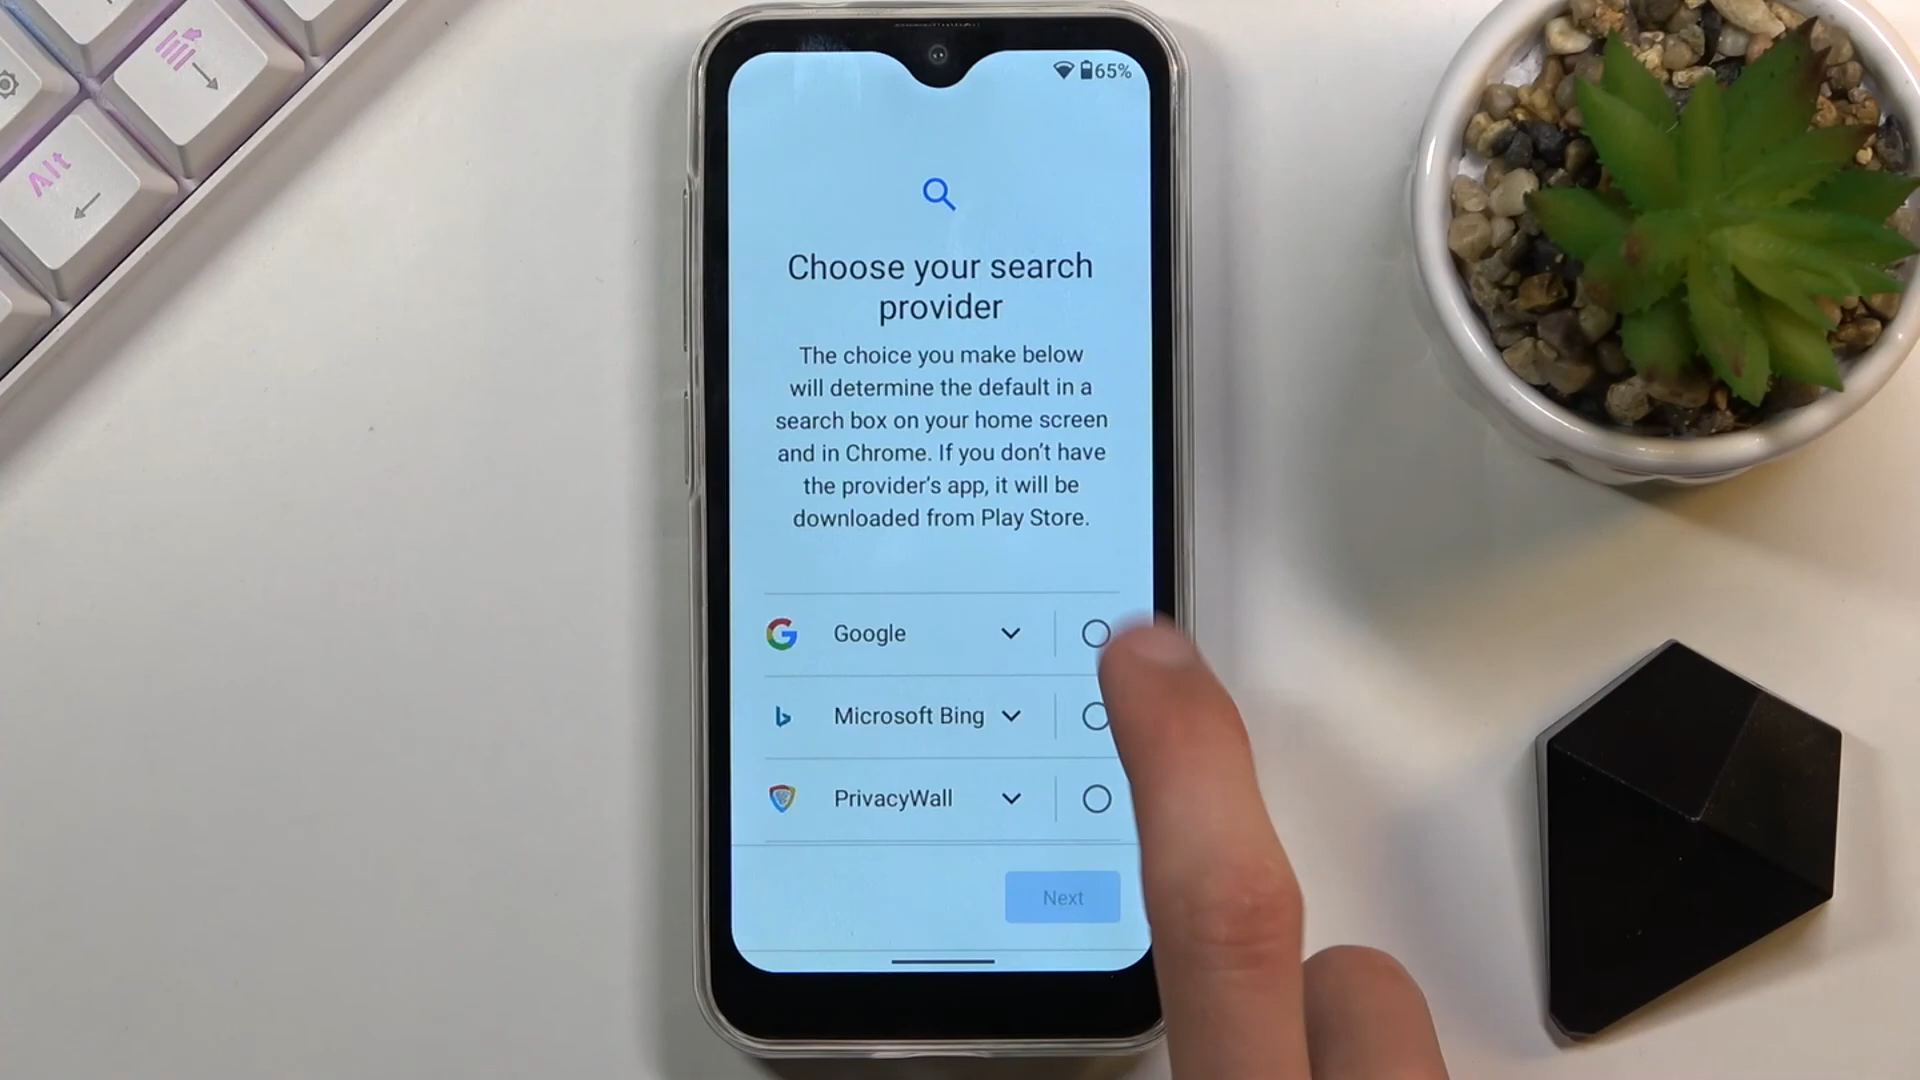 Alt
65%
Choose your search
provider
The choice you make below
will determine the default in a
search box on your home screen
and in Chrome. If you don’t have
the provider’s app, it will be
downloaded from Play Store.
Google
Microsoft Bing
PrivacyWall
Next